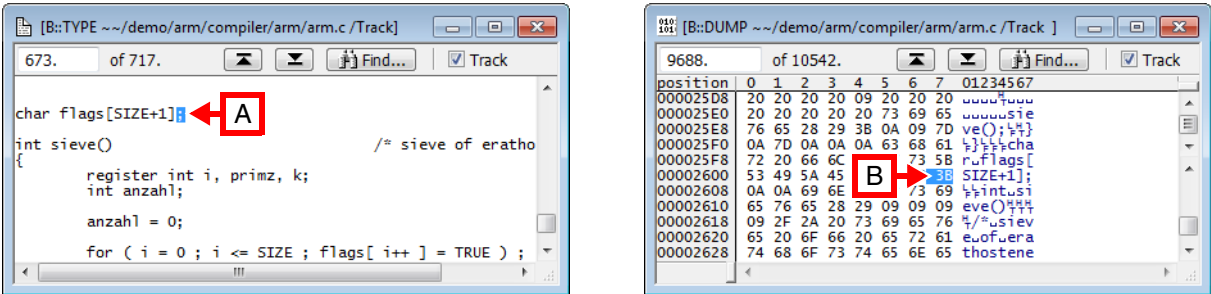 [B::TYPE ~~/demo/arm/compiler/arm/arm.c /Track]
673. of 717. Find... Track
char flags[SIZE+1]; A
int sieve() /* sieve of eratho
{
register int i, primz, k;
int anzahl;
anzahl = 0;
for ( i = 0 ; i <= SIZE ; flags[ i++ ] = TRUE ) ;
[B::DUMP ~~/demo/arm/compiler/arm/arm.c /Track ]
9688. of 10542. Find... Track
position 0 1 2 3 4 5 6 7 01234567
000025D8 20 20 20 20 09 20 20 20 ␣␣␣␣␉␣␣␣
000025E0 20 20 20 20 20 73 69 65 ␣␣␣␣␣sie
000025E8 76 65 28 29 3B 0A 09 7D ve();␊␉}
000025F0 0A 7D 0A 0A 0A 63 68 61 ␊}␊␊␊cha
000025F8 72 20 66 6C 73 5B r␣flags[
00002600 53 49 5A 45 B 3B SIZE+1];
00002608 0A 0A 69 6E 73 69 ␊␊int␣si
00002610 65 76 65 28 29 09 09 09 eve()␉␉␉
00002618 09 2F 2A 20 73 69 65 76 ␉/*␣siev
00002620 65 20 6F 66 20 65 72 61 e␣of␣era
00002628 74 68 6F 73 74 65 6E 65 thostene